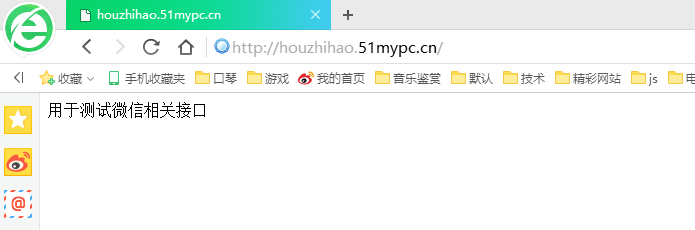 houzhihao.51mypc.cn
http://houzhihao.51mypc.cn/
收藏 手机收藏夹 口琴 游戏 我的首页 音乐鉴赏 默认 技术 精彩网站 js 电
用于测试微信相关接口